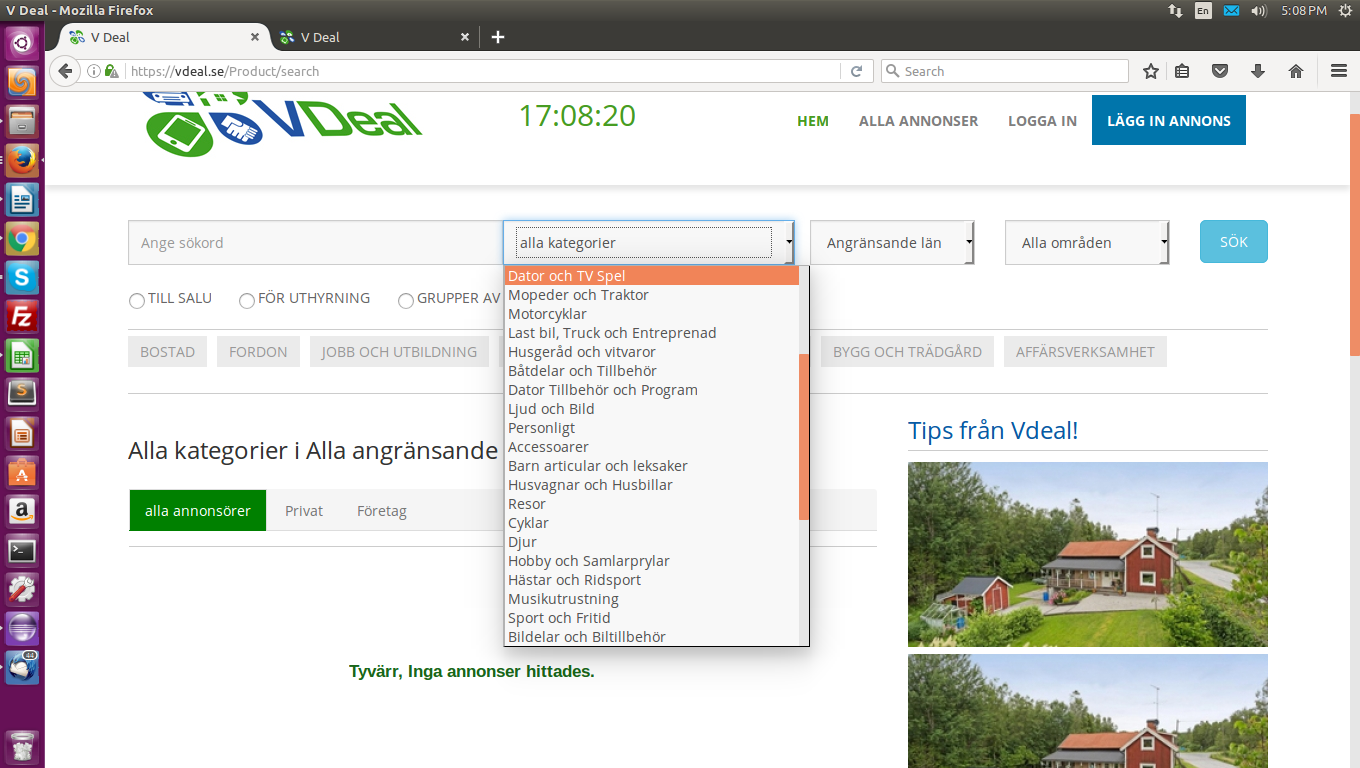 V Deal - Mozilla Firefox
En
5:08 PM
V Deal
V Deal
https://vdeal.se/Product/search
Search
VDeal
17:08:20
HEM
ALLA ANNONSER
LOGGA IN
LÄGG IN ANNONS
Ange sökord
alla kategorier
Angränsande län
Alla områden
SÖK
Dator och TV Spel
Mopeder och Traktor
Motorcyklar
Last bil, Truck och Entreprenad
Husgeråd och vitvaror
Båtdelar och Tillbehör
Dator Tillbehör och Program
Ljud och Bild
Personligt
Accessoarer
Barn articular och leksaker
Husvagnar och Husbillar
Resor
Cyklar
Djur
Hobby och Samlarprylar
Hästar och Ridsport
Musikutrustning
Sport och Fritid
Bildelar och Biltillbehör
TILL SALU
FÖR UTHYRNING
GRUPPER AV
BOSTAD
FORDON
JOBB OCH UTBILDNING
BYGG OCH TRÄDGÅRD
AFFÄRSVERKSAMHET
Alla kategorier i Alla angränsande
Tips från Vdeal!
alla annonsörer
Privat
Företag
Tyvärr, Inga annonser hittades.
Fz
S
S
A
a
44